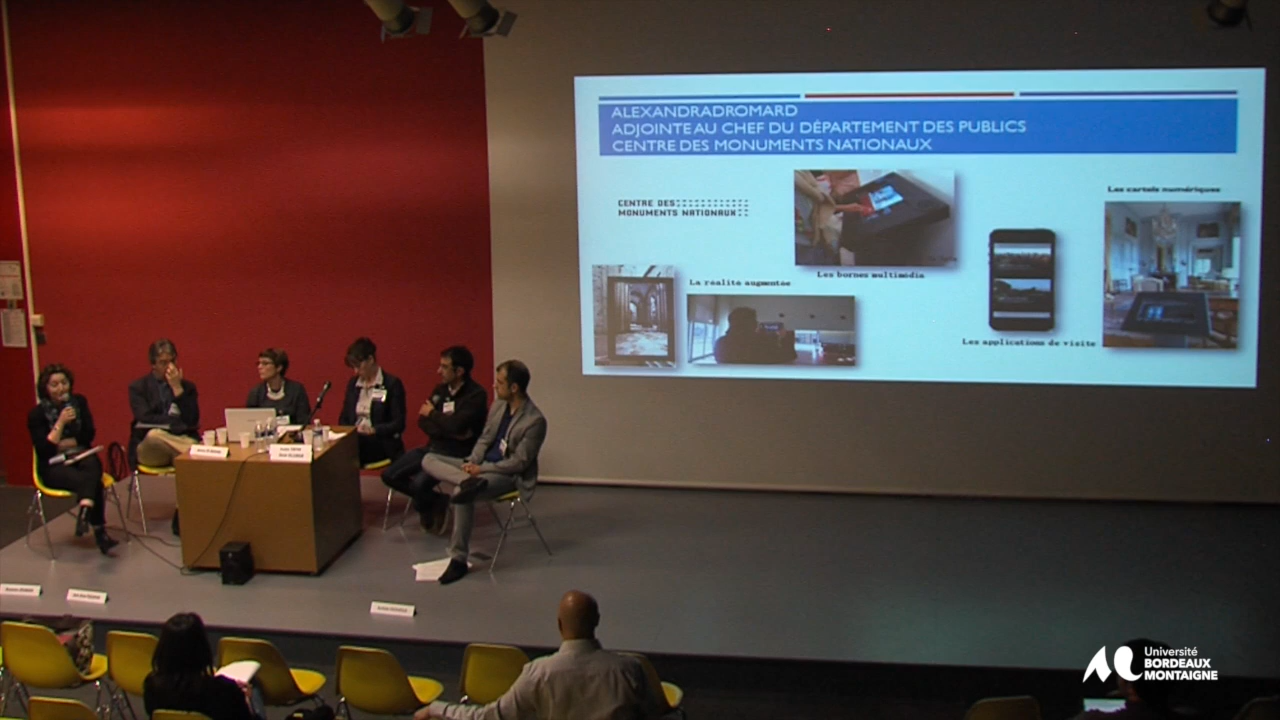 ALEXANDRADROMARD
ADJOINTE AU CHEF DU DÉPARTEMENT DES PUBLICS
CENTRE DES MONUMENTS NATIONAUX
CENTRE DES
MONUMENTS NATIONAUX
Les cartels numériques
Les bornes multimédia
La réalité augmentée
Les applications de visite
Université
BORDEAUX
MONTAIGNE